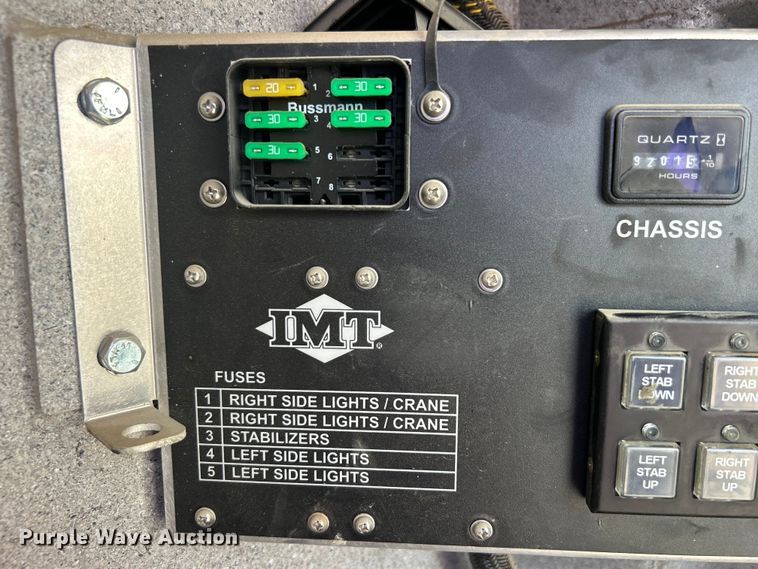 20 1 2 30
Bussmann
30 3 4 30
30 5 6
7 8
QUARTZ
1/10
HOURS
CHASSIS
IMT
®
FUSES
1 RIGHT SIDE LIGHTS / CRANE
2 RIGHT SIDE LIGHTS / CRANE
3 STABILIZERS
4 LEFT SIDE LIGHTS
5 LEFT SIDE LIGHTS
LEFT STAB DOWN
RIGHT STAB DOWN
LEFT STAB UP
RIGHT STAB UP
Purple Wave Auction